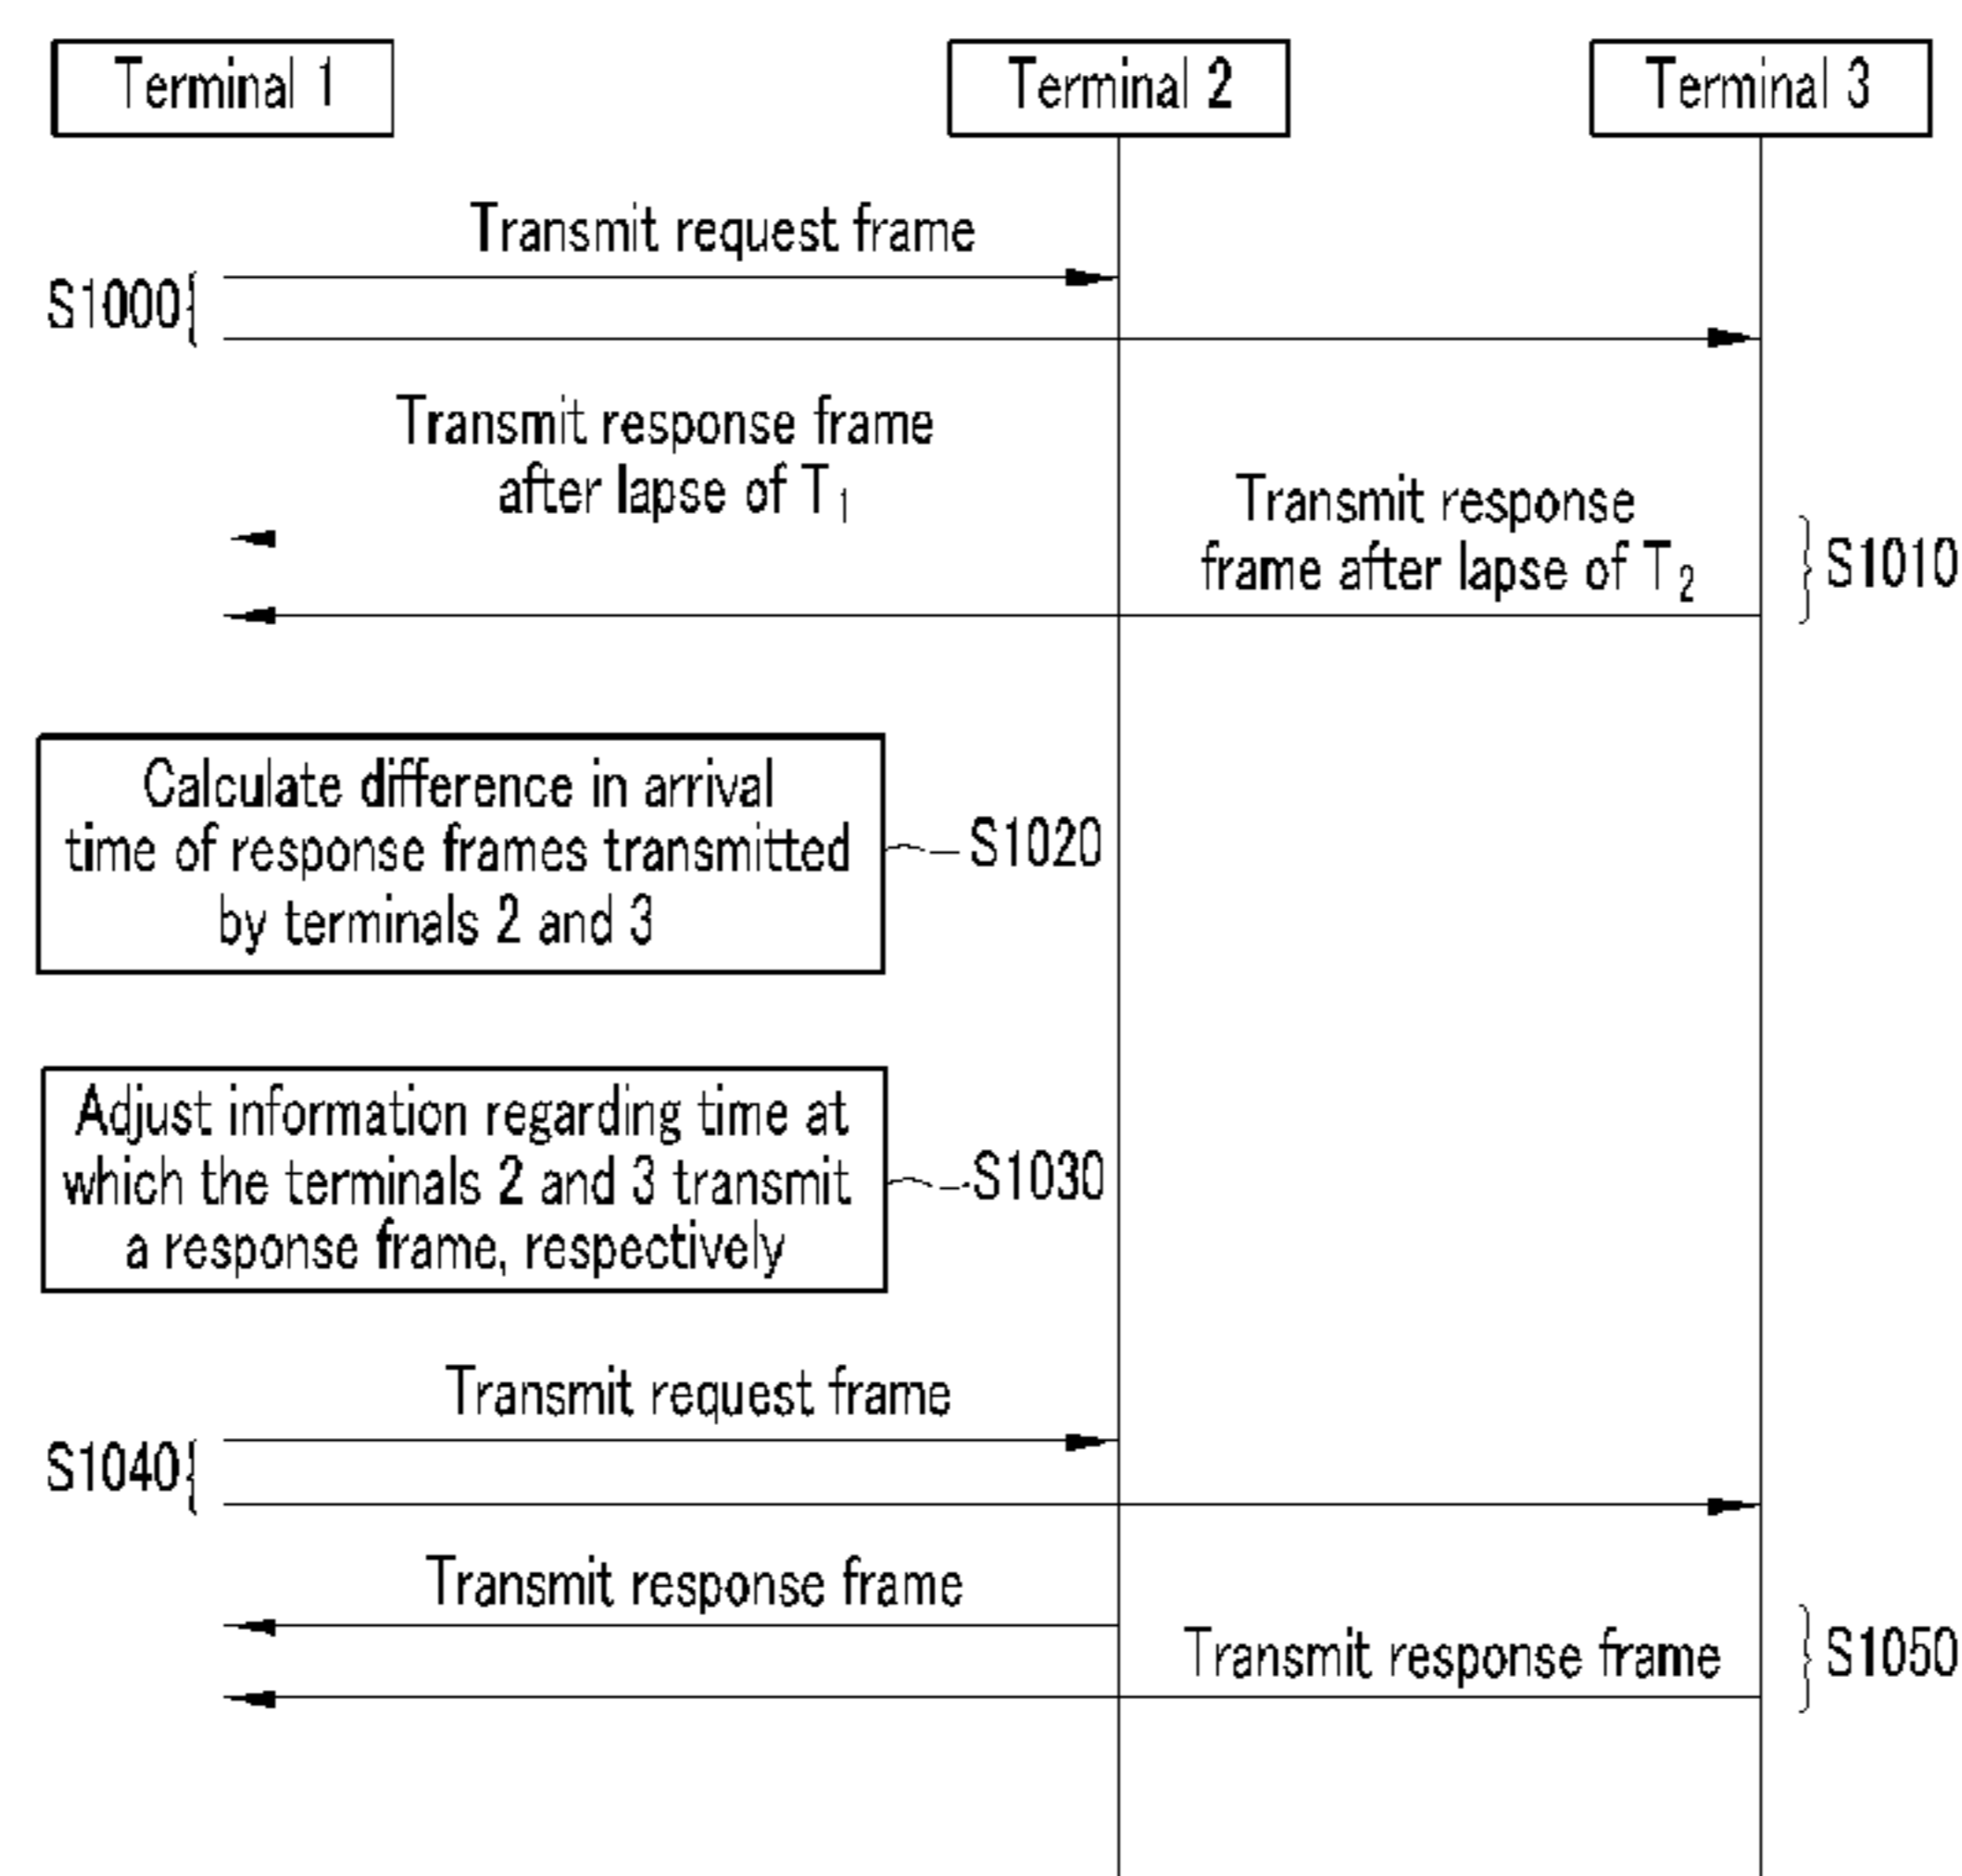 Terminal 1
Terminal 2
Terminal 3
Transmit request frame
S1000
Transmit response frame
after lapse of T1
Transmit response
frame after lapse of T2
S1010
Calculate difference in arrival
time of response frames transmitted
by terminals 2 and 3
S1020
Adjust information regarding time at
which the terminals 2 and 3 transmit
a response frame, respectively
S1030
Transmit request frame
S1040
Transmit response frame
Transmit response frame
S1050